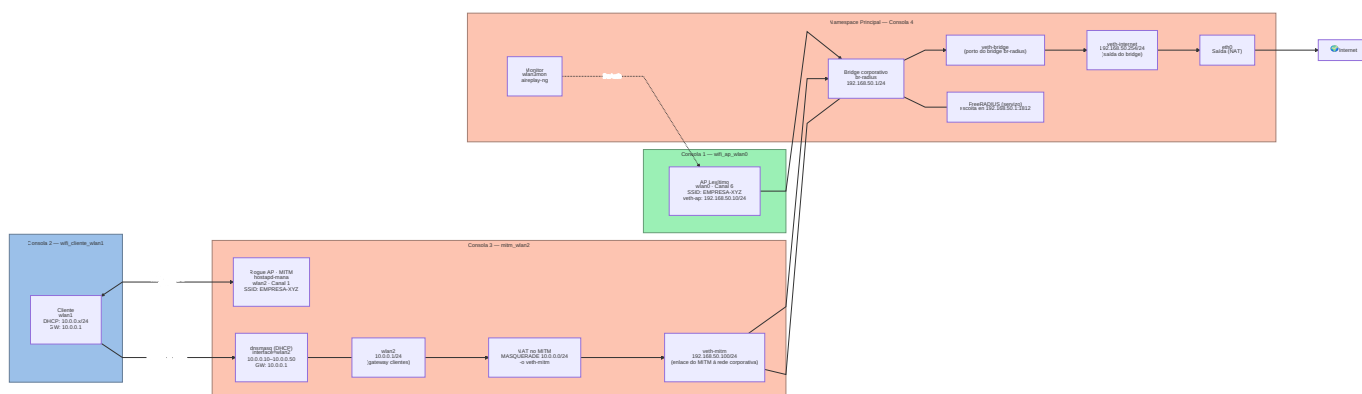 Namespace Principal — Consola 4
Monitor
wlan3mon
aireplay-ng
Bridge corporativo
br-radius
192.168.50.1/24
veth-bridge
(porto do bridge br-radius)
veth-internet
192.168.50.254/24
(saída do bridge)
eth0
Saída (NAT)
Internet
FreeRADIUS (servizo)
escoita en 192.168.50.1:1812
Consola 1 — wifi_ap_wlan0
AP Lexítimo
wlan0 · Canal 6
SSID: EMPRESA-XYZ
veth-ap: 192.168.50.10/24
Consola 2 — wifi_cliente_wlan1
Cliente
wlan1
DHCP: 10.0.0.x/24
GW: 10.0.0.1
Consola 3 — mitm_wlan2
Rogue AP · MITM
hostapd-mana
wlan2 · Canal 1
SSID: EMPRESA-XYZ
dnsmasq (DHCP)
interface=wlan2
10.0.0.10–10.0.0.50
GW: 10.0.0.1
wlan2
10.0.0.1/24
(gateway clientes)
NAT no MITM
MASQUERADE 10.0.0.0/24
-o veth-mitm
veth-mitm
192.168.50.100/24
(enlace do MITM á rede corporativa)